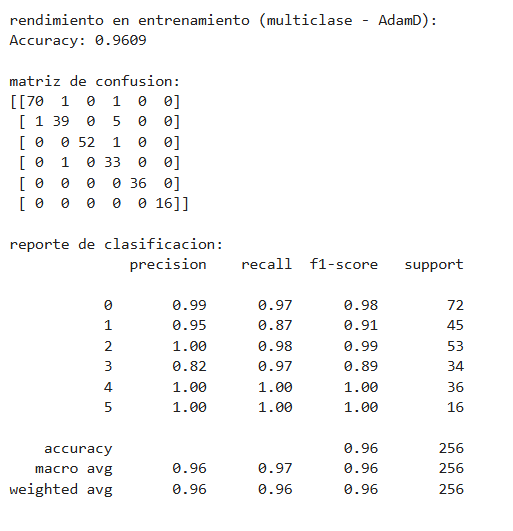 rendimiento en entrenamiento (multiclase - AdamD):
Accuracy: 0.9609
matriz de confusion:
[[70  1  0  1  0  0]
 [ 1 39  0  5  0  0]
 [ 0  0 52  1  0  0]
 [ 0  1  0 33  0  0]
 [ 0  0  0  0 36  0]
 [ 0  0  0  0  0 16]]
reporte de clasificacion:
              precision    recall  f1-score   support
           0       0.99      0.97      0.98        72
           1       0.95      0.87      0.91        45
           2       1.00      0.98      0.99        53
           3       0.82      0.97      0.89        34
           4       1.00      1.00      1.00        36
           5       1.00      1.00      1.00        16
    accuracy                           0.96       256
   macro avg       0.96      0.97      0.96       256
weighted avg       0.96      0.96      0.96       256